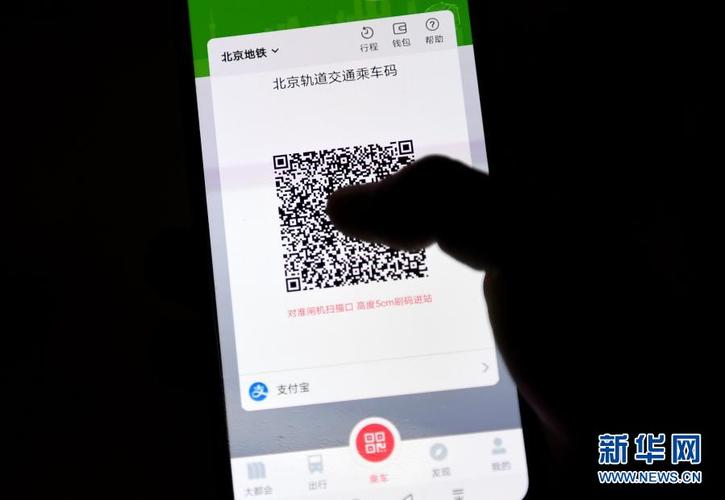 北京地铁
行程
钱包
帮助
北京轨道交通乘车码
对准闸机扫描口 高度5cm刷码进站
支付宝
大都会
出行
乘车
发现
我的
新华网
WWW.NEWS.CN